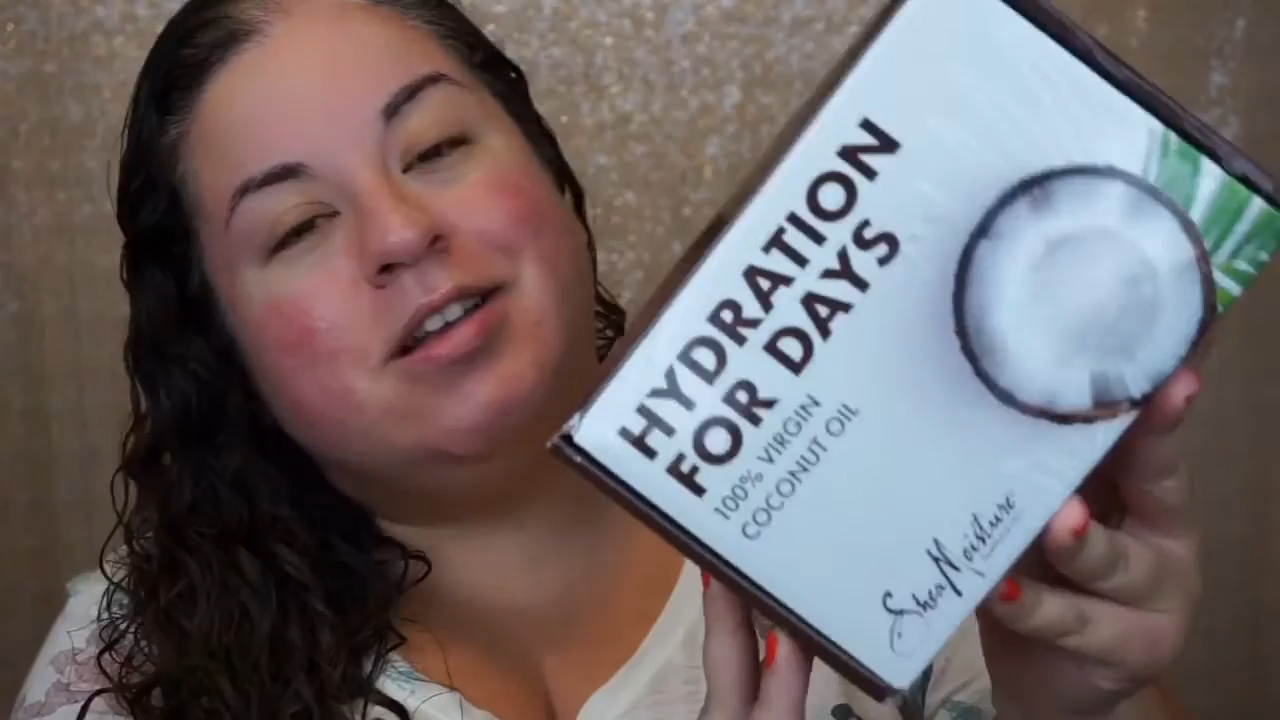 HYDRATION
FOR DAYS
100% VIRGIN
COCONUT OIL
SheaMoisture